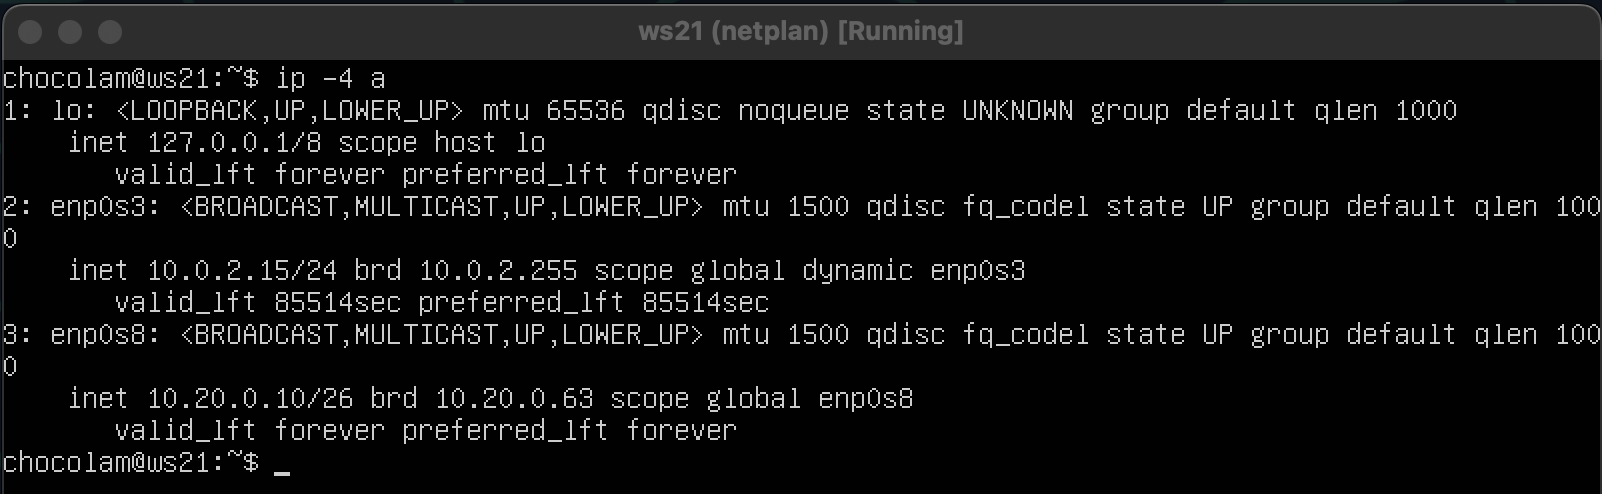 ws21 (netplan) [Running]
chocolam@ws21:~$ ip -4 a
1: lo: <LOOPBACK,UP,LOWER_UP> mtu 65536 qdisc noqueue state UNKNOWN group default qlen 1000
    inet 127.0.0.1/8 scope host lo
       valid_lft forever preferred_lft forever
2: enp0s3: <BROADCAST,MULTICAST,UP,LOWER_UP> mtu 1500 qdisc fq_codel state UP group default qlen 100
0
    inet 10.0.2.15/24 brd 10.0.2.255 scope global dynamic enp0s3
       valid_lft 85514sec preferred_lft 85514sec
3: enp0s8: <BROADCAST,MULTICAST,UP,LOWER_UP> mtu 1500 qdisc fq_codel state UP group default qlen 100
0
    inet 10.20.0.10/26 brd 10.20.0.63 scope global enp0s8
       valid_lft forever preferred_lft forever
chocolam@ws21:~$ _